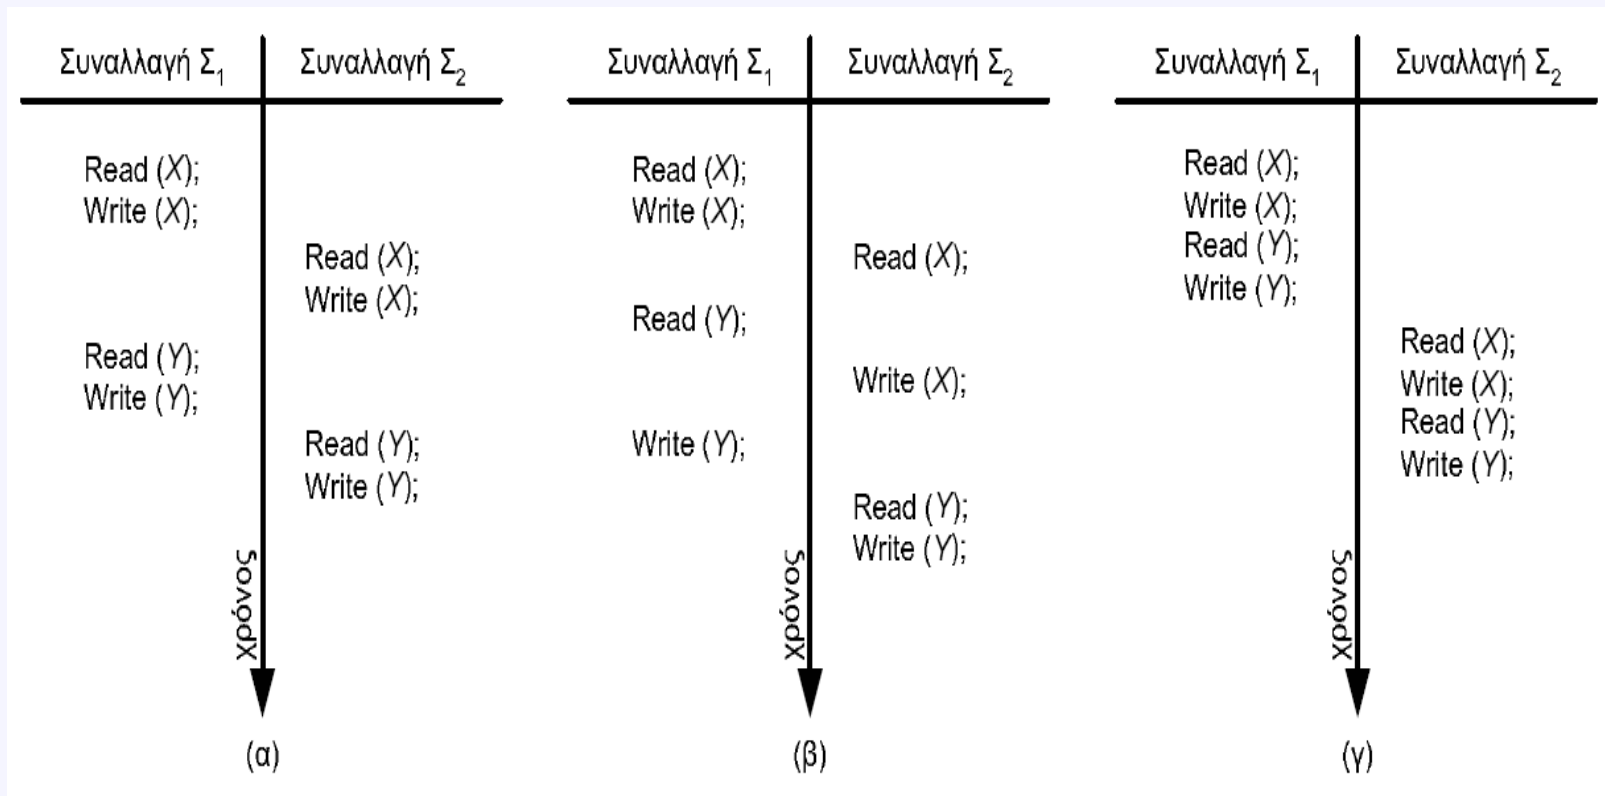 Συναλλαγή Σ1
Συναλλαγή Σ2
Read (X);
Write (X);
Read (X);
Write (X);
Read (Y);
Write (Y);
Read (Y);
Write (Y);
χρόνος
(α)
Συναλλαγή Σ1
Συναλλαγή Σ2
Read (X);
Write (X);
Read (X);
Read (Y);
Write (X);
Write (Y);
Read (Y);
Write (Y);
χρόνος
(β)
Συναλλαγή Σ1
Συναλλαγή Σ2
Read (X);
Write (X);
Read (Y);
Write (Y);
Read (X);
Write (X);
Read (Y);
Write (Y);
χρόνος
(γ)